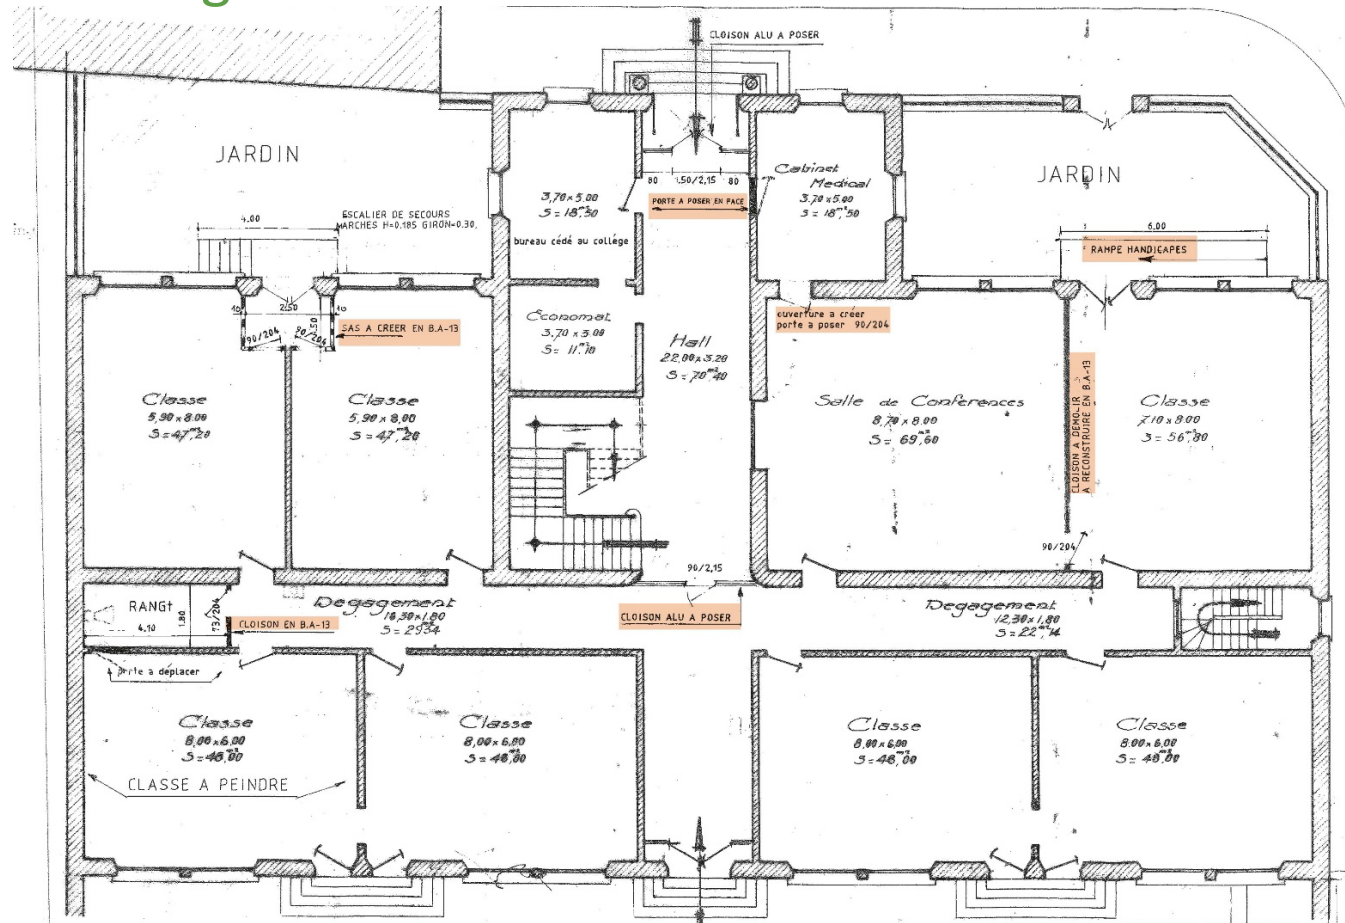 CLOISON ALU A POSER
JARDIN
4.00
ESCALIER DE SECOURS
MARCHES H=0.185 GIRON=0.30.
3,70 x 5.00
S = 18,50
bureau cédé au collège
80 1.50/2,15 80
PORTE A POSER EN FACE
Cabinet
Medical
3.70 x 5.00
S = 18,50
JARDIN
6.00
RAMPE HANDICAPES
10 2.50 10
1.50
90/204 90/204
SAS A CREER EN B.A-13
Économat
3.70 x 3.00
S = 11.10
Hall
22,00 x 3.20
S = 70,40
ouverture a créer
porte a poser 90/204
Classe
5,90 x 8.00
S = 47,20
Classe
5,90 x 8,00
S = 47,20
Salle de Conférences
8,70 x 8.00
S = 69,60
CLOISON A DEMOLIR
A RECONSTRUIRE EN B.A-13
Classe
7,10 x 8.00
S = 56,80
90/204
90/2,15
RANGt
4.10
1.80
73/204
CLOISON EN B.A-13
Degagement
16,30 x 1,80
S = 29,34
CLOISON ALU A POSER
Degagement
12,30 x 1,80
S = 22,14
porte a déplacer
Classe
8,00 x 6,00
S = 48,00
CLASSE A PEINDRE
Classe
8,00 x 6,00
S = 48,00
Classe
8,00 x 6,00
S = 48,00
Classe
8.00 x 6,00
S = 48,00